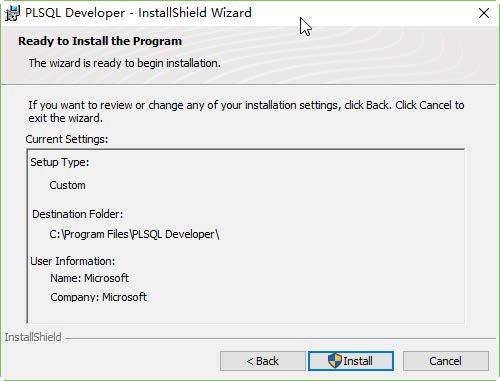 PLSQL Developer - InstallShield Wizard
Ready to Install the Program
The wizard is ready to begin installation.
If you want to review or change any of your installation settings, click Back. Click Cancel to
exit the wizard.
Current Settings:
Setup Type:
Custom
Destination Folder:
C:\Program Files\PLSQL Developer\
User Information:
Name: Microsoft
Company: Microsoft
InstallShield
< Back
Install
Cancel